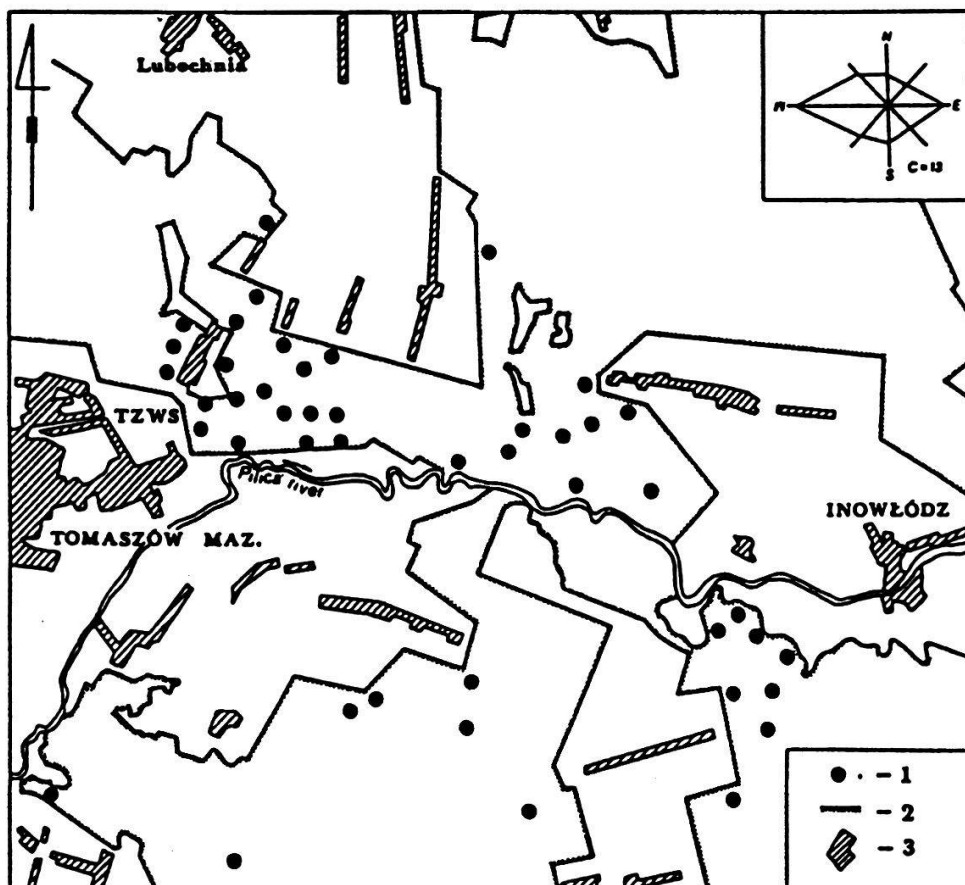 Lubochnia
N
M
E
S
C=13
TZWS
Pilica river
TOMASZÓW MAZ.
INOWŁÓDZ
- 1
- 2
- 3